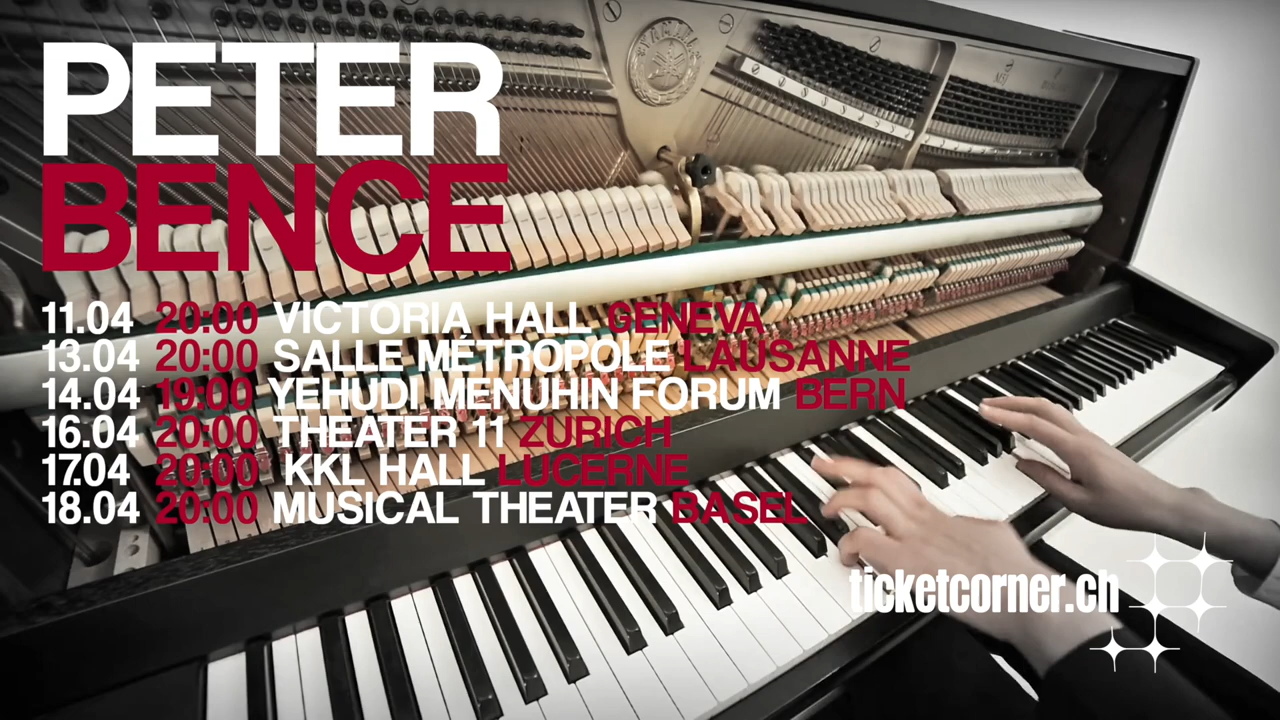 PETER
BENCE
11.04 20:00 VICTORIA HALL GENEVA
13.04 20:00 SALLE MÉTROPOLE LAUSANNE
14.04 19:00 YEHUDI MENUHIN FORUM BERN
16.04 20:00 THEATER 11 ZURICH
17.04 20:00 KKL HALL LUCERNE
18.04 20:00 MUSICAL THEATER BASEL
ticketcorner.ch
YAMAHA